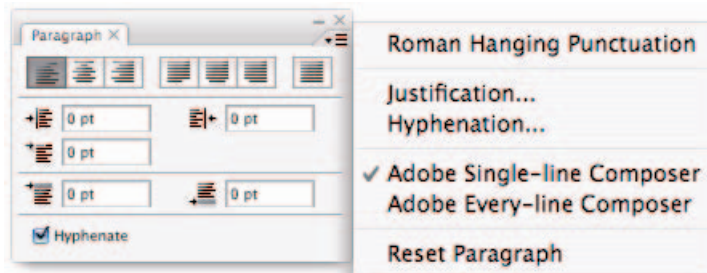 Paragraph ×
0 pt 0 pt
0 pt
0 pt 0 pt
Hyphenate
Roman Hanging Punctuation
Justification...
Hyphenation...
✓ Adobe Single-line Composer
Adobe Every-line Composer
Reset Paragraph